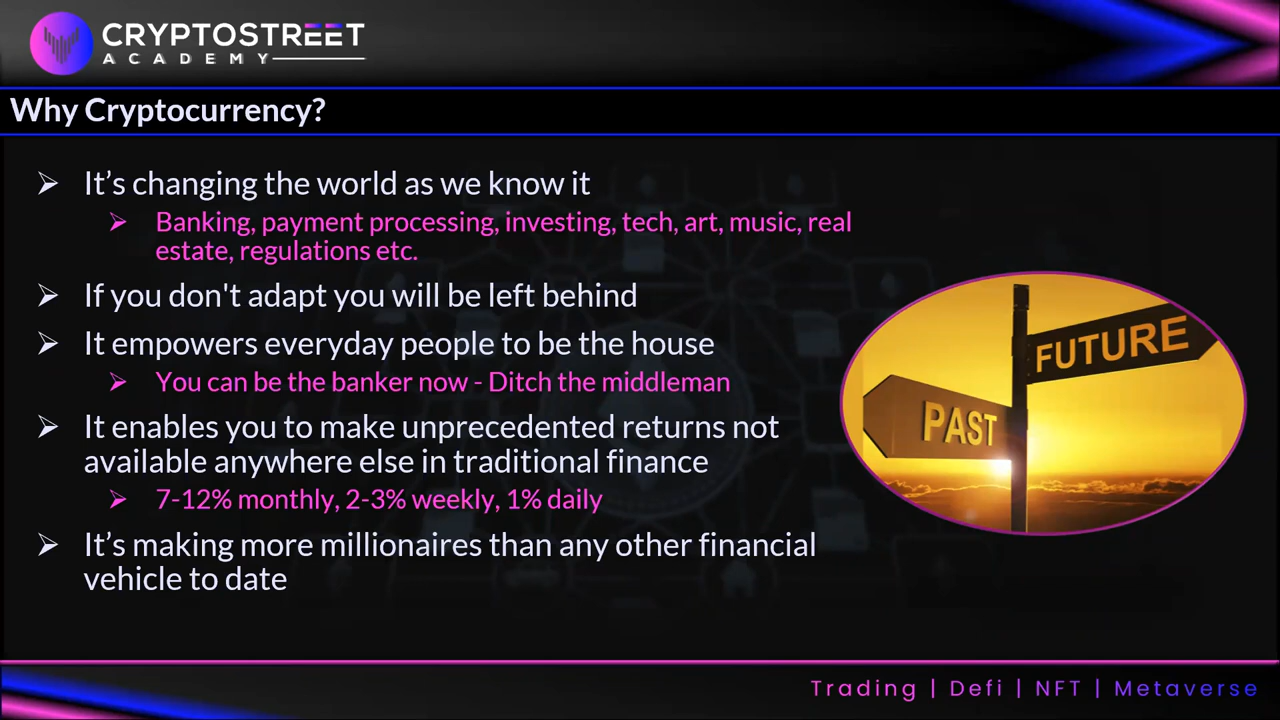 CRYPTOSTREET
ACADEMY
Why Cryptocurrency?
It’s changing the world as we know it
Banking, payment processing, investing, tech, art, music, real
estate, regulations etc.
If you don't adapt you will be left behind
It empowers everyday people to be the house
You can be the banker now - Ditch the middleman
It enables you to make unprecedented returns not
available anywhere else in traditional finance
7-12% monthly, 2-3% weekly, 1% daily
It’s making more millionaires than any other financial
vehicle to date
FUTURE
PAST
Trading | Defi | NFT | Metaverse